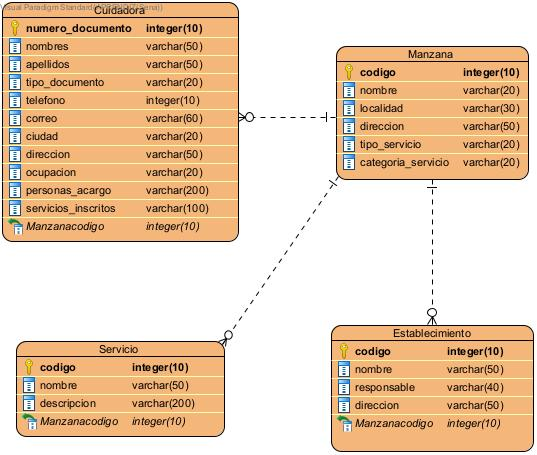 Visual Paradigm Standard
Cuidadora
numero_documento integer(10)
nombres varchar(50)
apellidos varchar(50)
tipo_documento varchar(20)
telefono integer(10)
correo varchar(60)
ciudad varchar(20)
direccion varchar(50)
ocupacion varchar(20)
personas_acargo varchar(200)
servicios_inscritos varchar(100)
Manzanacodigo integer(10)
Manzana
codigo integer(10)
nombre varchar(20)
localidad varchar(30)
direccion varchar(50)
tipo_servicio varchar(20)
categoria_servicio varchar(20)
Servicio
codigo integer(10)
nombre varchar(50)
descripcion varchar(200)
Manzanacodigo integer(10)
Establecimiento
codigo integer(10)
nombre varchar(50)
responsable varchar(40)
direccion varchar(50)
Manzanacodigo integer(10)